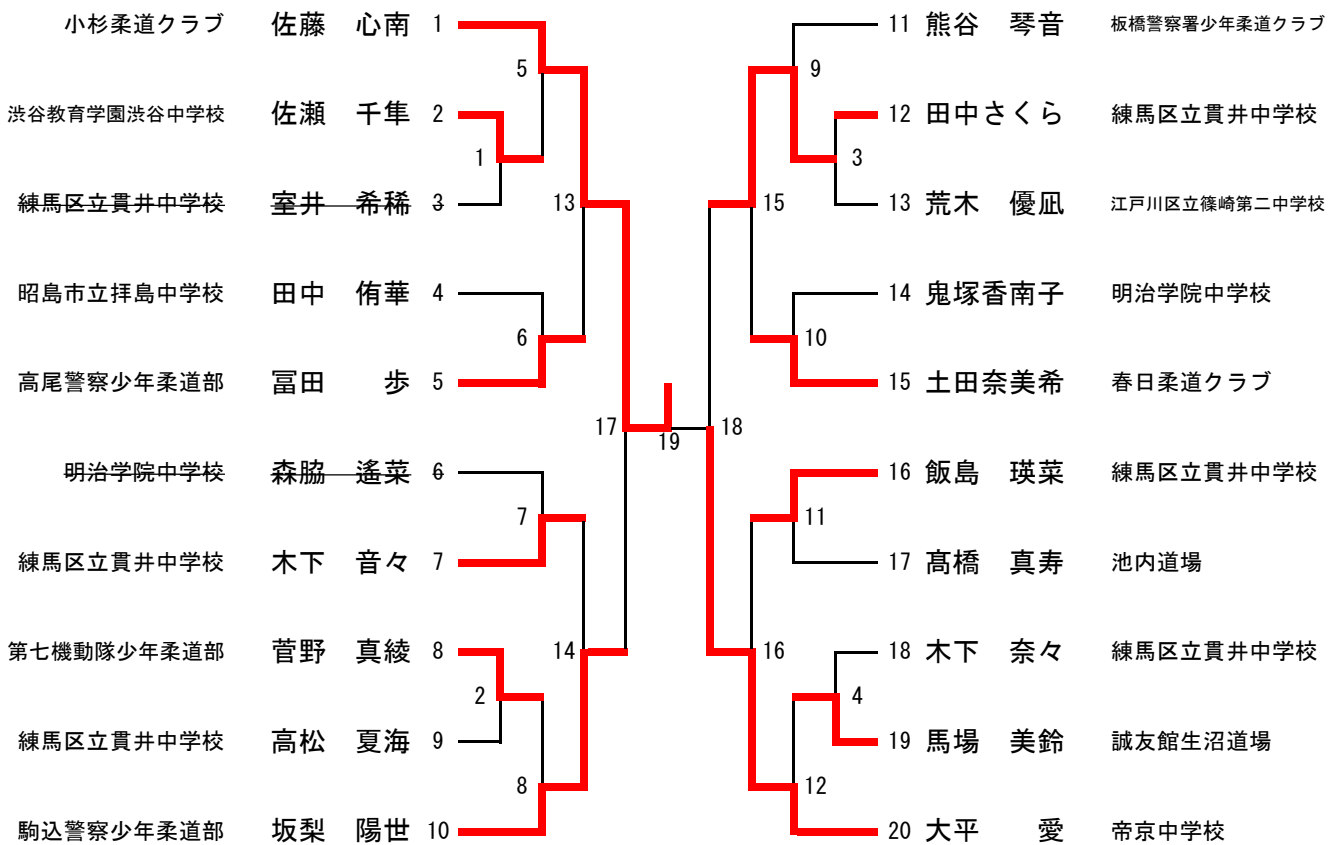 小杉柔道クラブ 佐藤 心南 1
渋谷教育学園渋谷中学校 佐瀬 千隼 2
練馬区立貫井中学校 室井 希稀 3
昭島市立拝島中学校 田中 侑華 4
高尾警察少年柔道部 冨田 歩 5
明治学院中学校 森脇 遙菜 6
練馬区立貫井中学校 木下 音々 7
第七機動隊少年柔道部 菅野 真綾 8
練馬区立貫井中学校 高松 夏海 9
駒込警察少年柔道部 坂梨 陽世 10
5
1
13
6
17
7
14
2
8
19
9
3
15
10
18
11
16
4
12
11 熊谷 琴音 板橋警察署少年柔道クラブ
12 田中さくら 練馬区立貫井中学校
13 荒木 優凪 江戸川区立篠崎第二中学校
14 鬼塚香南子 明治学院中学校
15 土田奈美希 春日柔道クラブ
16 飯島 瑛菜 練馬区立貫井中学校
17 髙橋 真寿 池内道場
18 木下 奈々 練馬区立貫井中学校
19 馬場 美鈴 誠友館生沼道場
20 大平 愛 帝京中学校